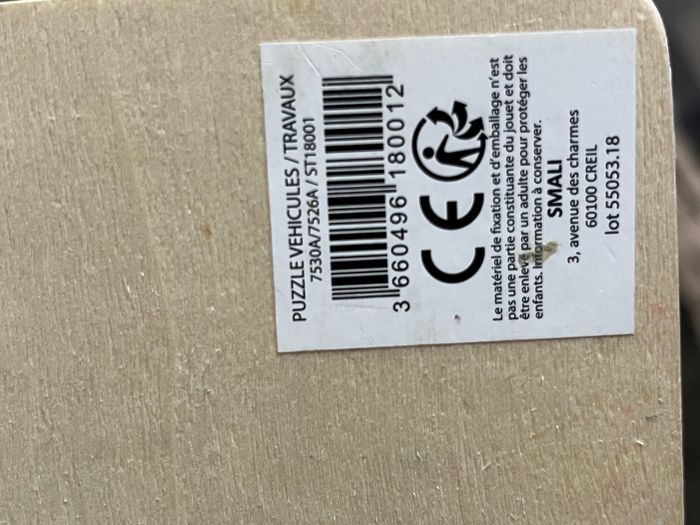 PUZZLE VEHICULES / TRAVAUX
7530A/7526A / ST18001
3 660496 180012
CE
Le matériel de fixation et d'emballage n'est
pas une partie constituante du jouet et doit
être enlevé par un adulte pour protéger les
enfants. Information à conserver.
SMALI
3, avenue des charmes
60100 CREIL
lot 55053.18